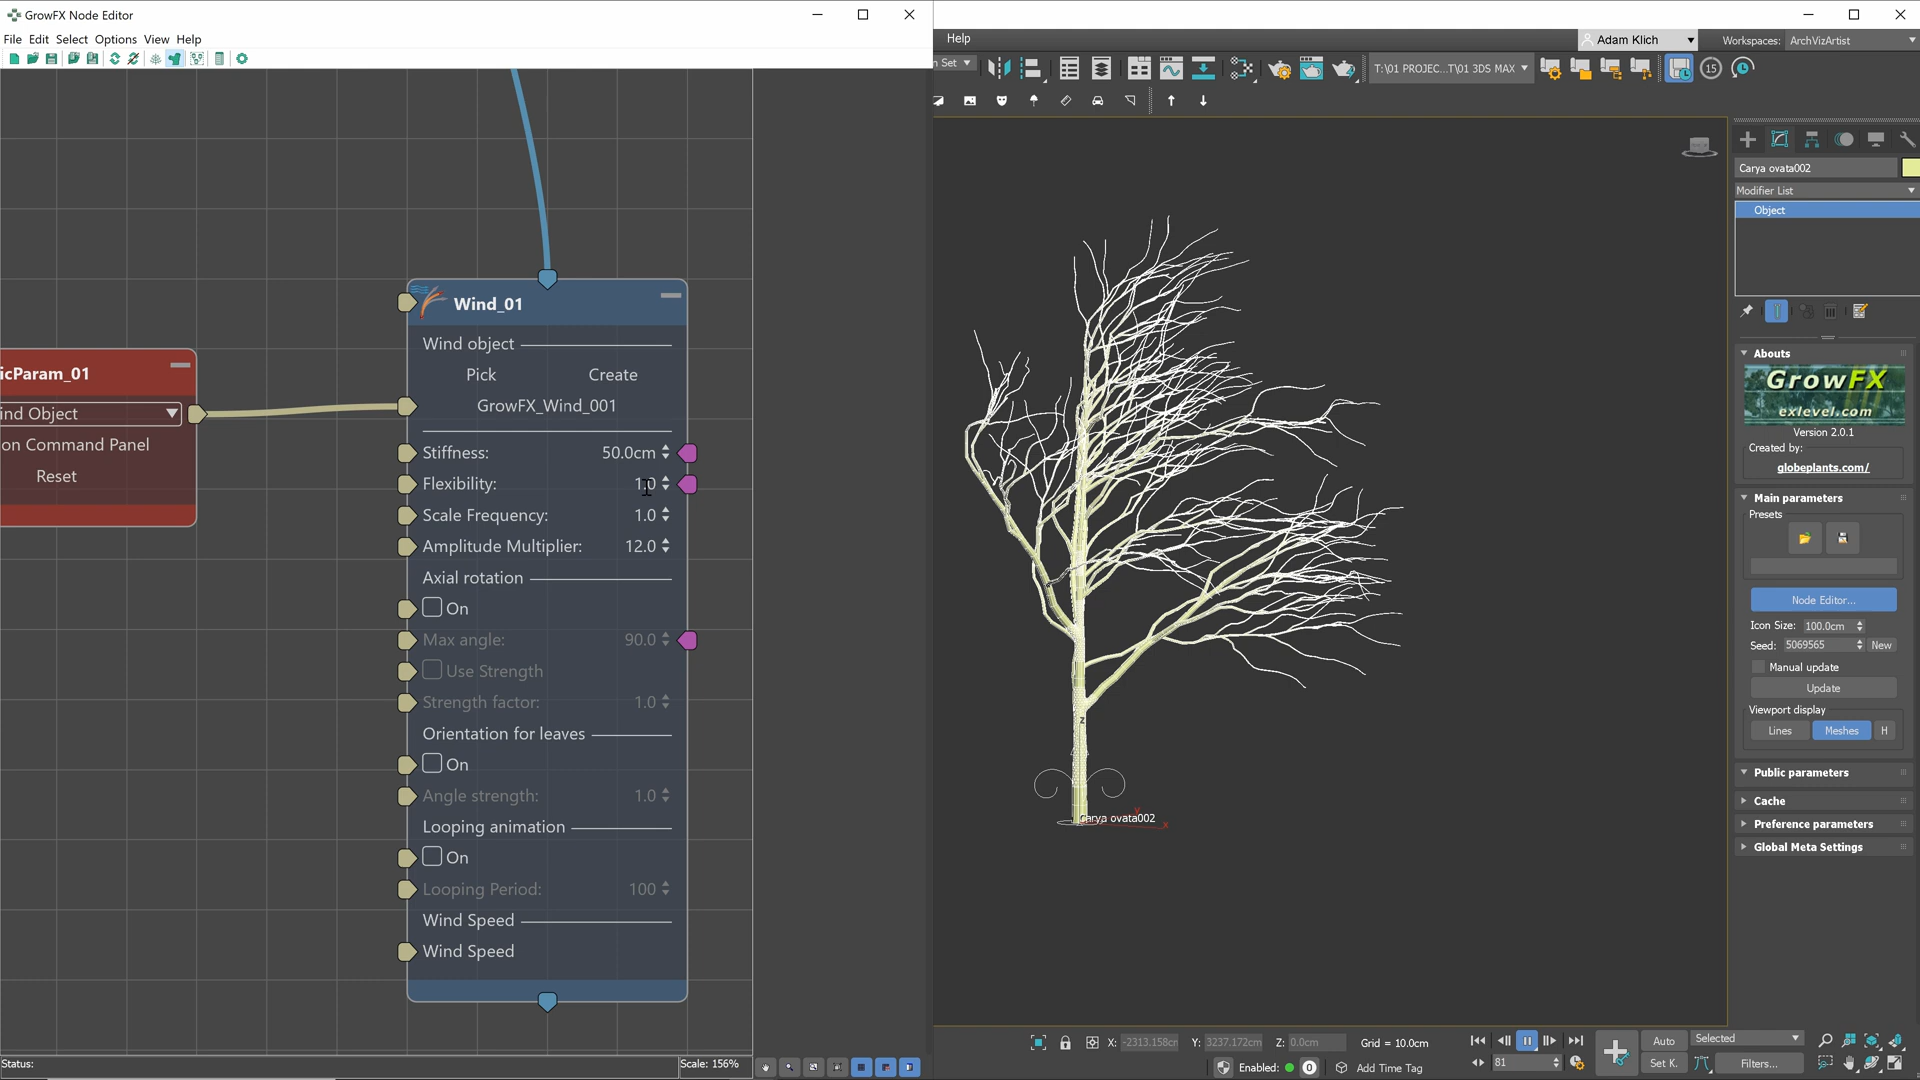 GrowFX Node Editor
File Edit Select Options View Help
Help
Adam Klich
Workspaces: ArchVizArtist
n Set
T:\01 PROJEC...T\01 3DS MAX
15
Carya ovata002
Modifier List
Object
Wind_01
Wind object
Pick Create
GrowFX_Wind_001
icParam_01
ind Object
on Command Panel
Reset
Stiffness: 50.0cm
Flexibility:
Scale Frequency: 1.0
Amplitude Multiplier: 12.0
Axial rotation
On
Max angle: 90.0
Use Strength
Strength factor: 1.0
Orientation for leaves
On
Angle strength: 1.0
Looping animation
On
Looping Period: 100
Wind Speed
Wind Speed
Abouts
GrowFX
exlevel.com
Version 2.0.1
Created by:
globeplants.com/
Main parameters
Presets
Node Editor...
Icon Size: 100.0cm
Seed: 5069565 New
Manual update
Update
Viewport display
Lines Meshes H
Public parameters
Cache
Preference parameters
Global Meta Settings
z
Carya ovata002
y
x
Status:
Scale: 156%
X: -2313.158cm Y: 3237.172cm Z: 0.0cm Grid = 10.0cm
Enabled: 0 Add Time Tag
81
Auto Selected
Set K. Filters...